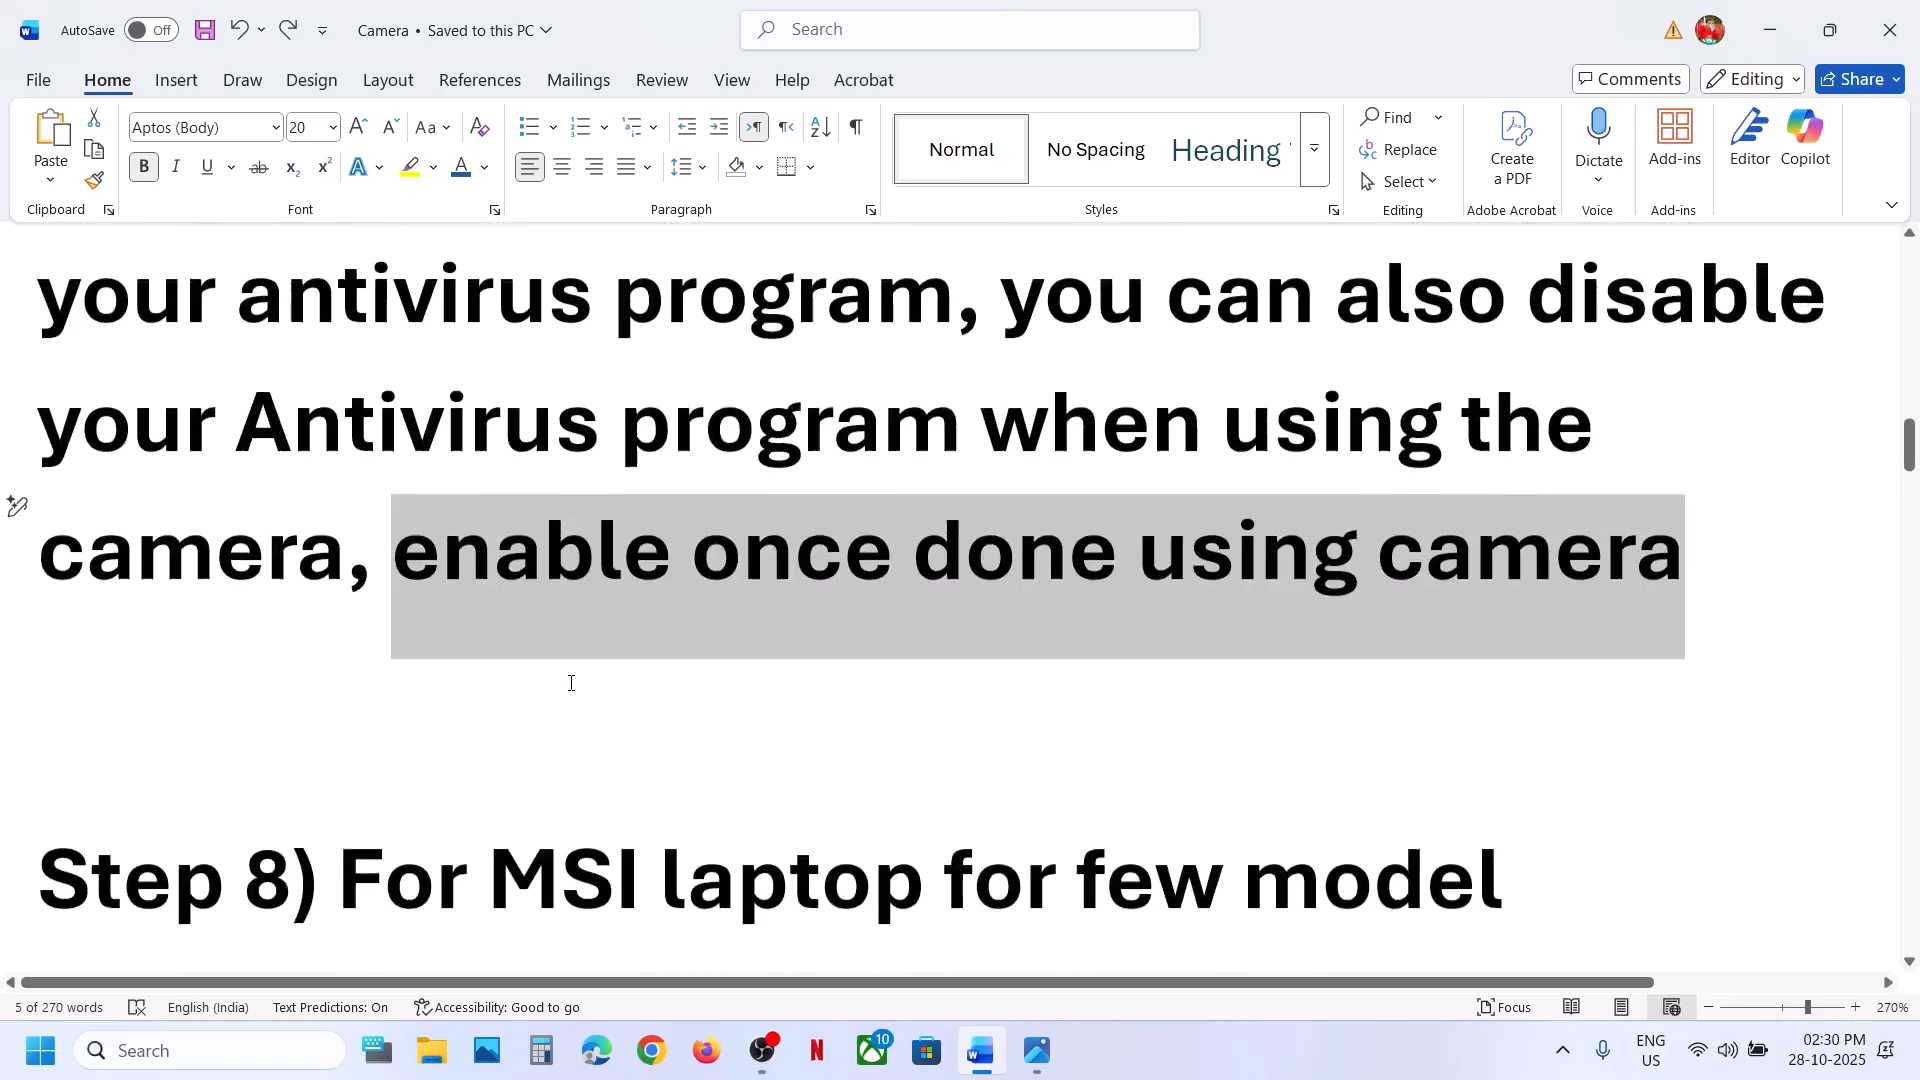 AutoSave Off Camera • Saved to this PC Search
File Home Insert Draw Design Layout References Mailings Review View Help Acrobat Comments Editing Share
Aptos (Body) 20 Aa
Paste
B I U ab x₂ x² A A
Normal No Spacing Heading
Find
Replace
Select
Create a PDF
Dictate
Add-ins
Editor
Copilot
Clipboard Font Paragraph Styles Editing Adobe Acrobat Voice Add-ins
your antivirus program, you can also disable
your Antivirus program when using the
camera, enable once done using camera
Step 8) For MSI laptop for few model
5 of 270 words English (India) Text Predictions: On Accessibility: Good to go Focus 270%
Search 10 ENG US 02:30 PM 28-10-2025